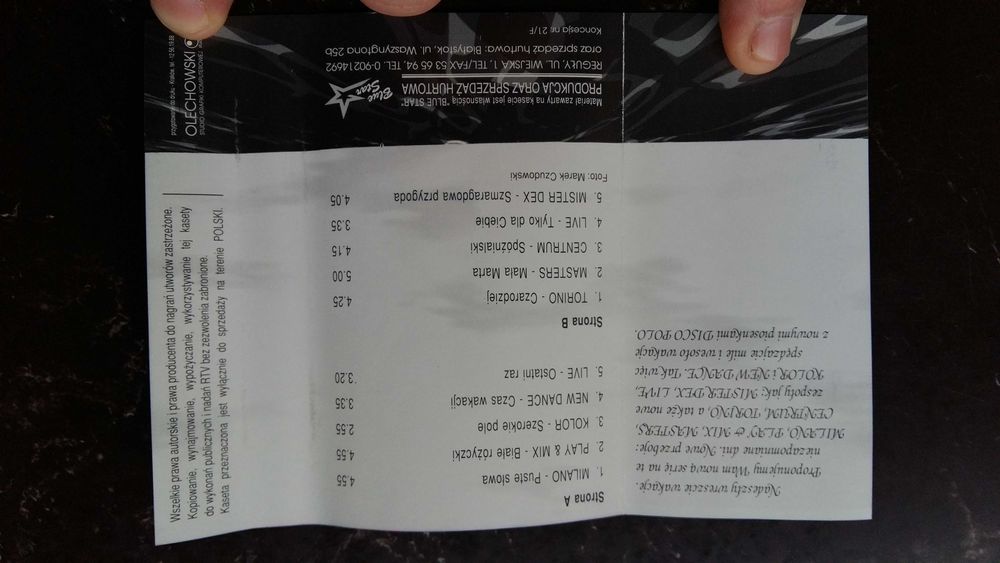 Nadeszły wreszcie wakacje.
Proponujemy Wam nową serię na te
niezapomniane dni. Nowe przeboje:
MILANO, PLAY & MIX, MASTERS,
CENTRUM, TORINO, a także nowe
zespoły jak: MISTER DEX, LIVE,
KOLOR i NEW DANCE. Tak więc
spędzajcie mile i wesoło wakacje
z nowymi piosenkami DISCO POLO.
Strona A
1. MILANO - Puste słowa 4.55
2. PLAY & MIX - Białe różyczki 4.55
3. KOLOR - Szerokie pole 2.55
4. NEW DANCE - Czas wakacji 3.35
5. LIVE - Ostatni raz 3.20
Strona B
1. TORINO - Czarodziej 4.25
2. MASTERS - Mała Marta 5.00
3. CENTRUM - Spóźnialski 4.15
4. LIVE - Tylko dla Ciebie 3.35
5. MISTER DEX - Szmaragdowa przygoda 4.05
Foto: Marek Czudowski
Materiał zawarty na kasecie jest własnością "BLUE STAR"
PRODUKCJA ORAZ SPRZEDAŻ HURTOWA
REGUŁY, UL. WIEJSKA 1, TEL./FAX 53 65 94, TEL. 0-90214692
oraz sprzedaż hurtowa: Białystok, ul. Waszyngtona 25b
Koncesja nr. 21/F
Blue Star
Wszelkie prawa autorskie i prawa producenta do nagrań utworów zastrzeżone.
Kopiowanie, wynajmowanie, wypożyczanie, wykorzystywanie tej kasety
do wykonań publicznych i nadań RTV bez zezwolenia zabronione.
Kaseta przeznaczona jest wyłącznie do sprzedaży na terenie POLSKI.
przygotowanie do druku - Kraków, tel.
OLECHOWSKI
STUDIO GRAFIKI KOMPUTEROWEJ